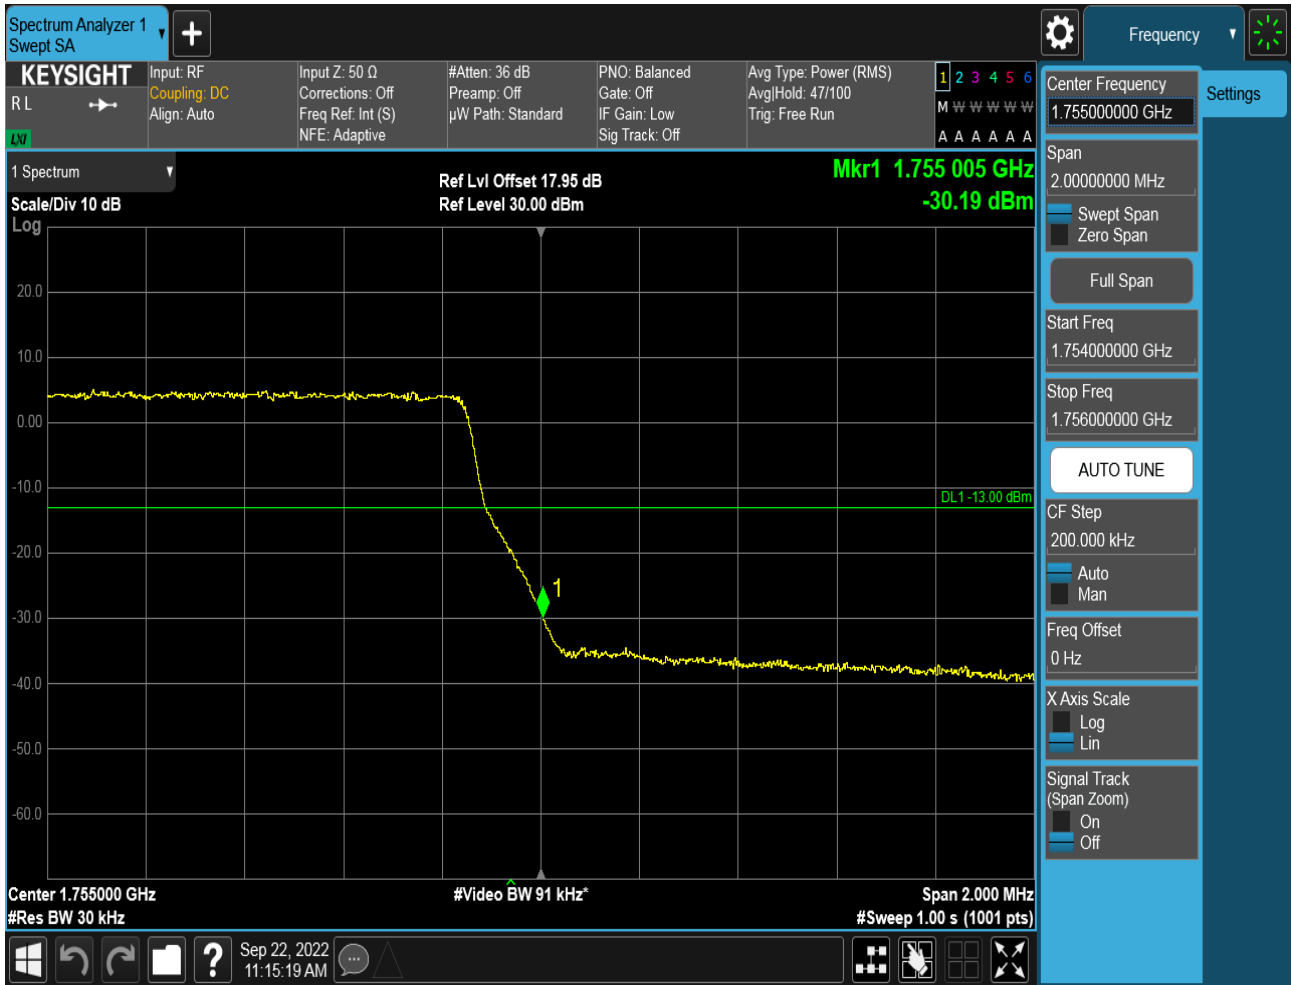 Spectrum Analyzer 1
Swept SA
Frequency
KEYSIGHT
R L
LXI
Input: RF
Coupling: DC
Align: Auto
Input Z: 50 Ω
Corrections: Off
Freq Ref: Int (S)
NFE: Adaptive
#Atten: 36 dB
Preamp: Off
µW Path: Standard
PNO: Balanced
Gate: Off
IF Gain: Low
Sig Track: Off
Avg Type: Power (RMS)
Avg|Hold: 47/100
Trig: Free Run
1 2 3 4 5 6
M W W W W W
A A A A A A
1 Spectrum
Scale/Div 10 dB
Log
Ref Lvl Offset 17.95 dB
Ref Level 30.00 dBm
Mkr1 1.755 005 GHz
-30.19 dBm
20.0
10.0
0.00
-10.0
-20.0
-30.0
-40.0
-50.0
-60.0
DL1 -13.00 dBm
1
Center 1.755000 GHz
#Res BW 30 kHz
#Video BW 91 kHz*
Span 2.000 MHz
#Sweep 1.00 s (1001 pts)
Sep 22, 2022
11:15:19 AM
Center Frequency
1.755000000 GHz
Settings
Span
2.00000000 MHz
Swept Span
Zero Span
Full Span
Start Freq
1.754000000 GHz
Stop Freq
1.756000000 GHz
AUTO TUNE
CF Step
200.000 kHz
Auto
Man
Freq Offset
0 Hz
X Axis Scale
Log
Lin
Signal Track
(Span Zoom)
On
Off